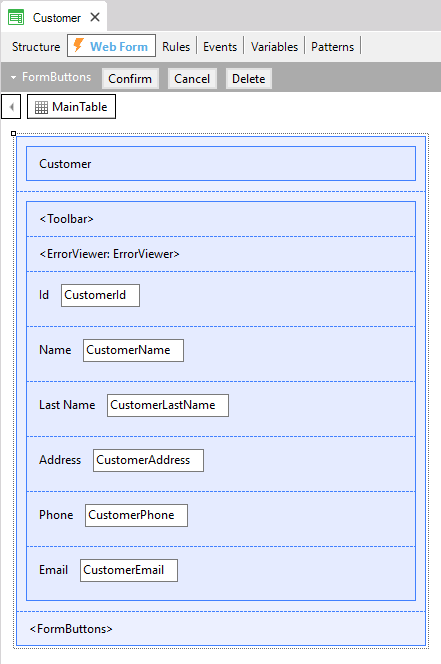 Customer
Structure Web Form Rules Events Variables Patterns
FormButtons Confirm Cancel Delete
MainTable
Customer
<Toolbar>
<ErrorViewer: ErrorViewer>
Id CustomerId
Name CustomerName
Last Name CustomerLastName
Address CustomerAddress
Phone CustomerPhone
Email CustomerEmail
<FormButtons>